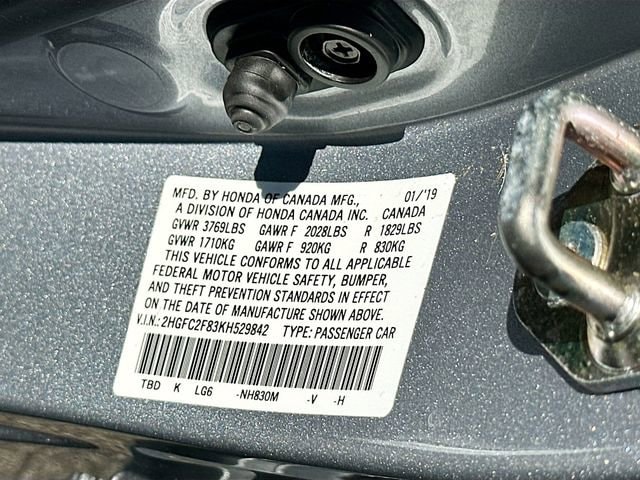 MFD. BY HONDA OF CANADA MFG., 01/'19
A DIVISION OF HONDA CANADA INC. CANADA
GVWR 3769LBS GAWR F 2028LBS R 1829LBS
GVWR 1710KG GAWR F 920KG R 830KG
THIS VEHICLE CONFORMS TO ALL APPLICABLE
FEDERAL MOTOR VEHICLE SAFETY, BUMPER,
AND THEFT PREVENTION STANDARDS IN EFFECT
ON THE DATE OF MANUFACTURE SHOWN ABOVE.
V.I.N.: 2HGFC2F83KH529842 TYPE: PASSENGER CAR
TBD K LG6 -NH830M -V -H